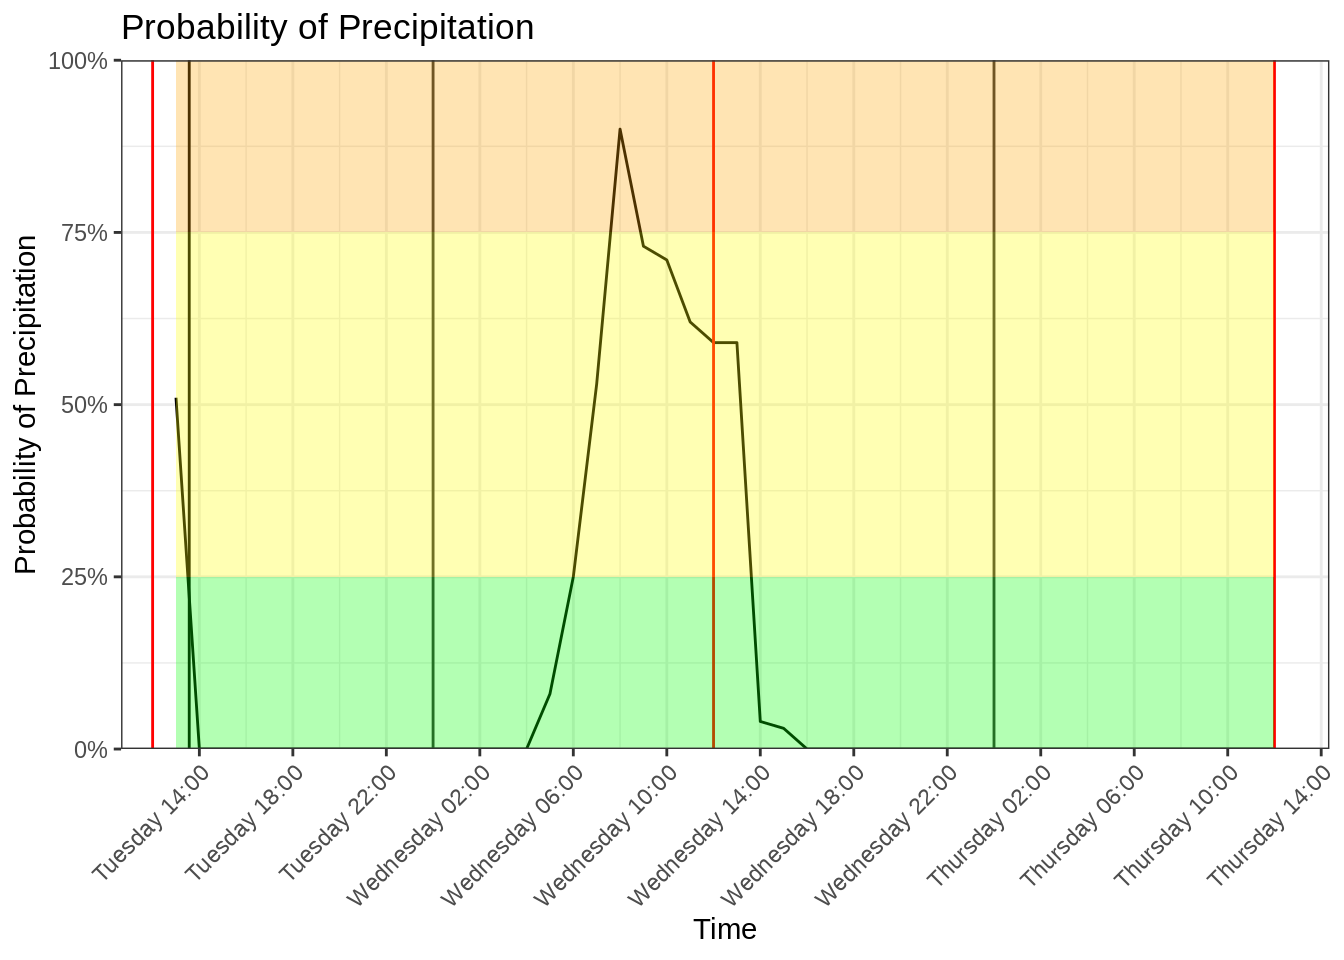 Probability of Precipitation
Probability of Precipitation
100%
75%
50%
25%
0%
Tuesday 14:00
Tuesday 18:00
Tuesday 22:00
Wednesday 02:00
Wednesday 06:00
Wednesday 10:00
Wednesday 14:00
Wednesday 18:00
Wednesday 22:00
Thursday 02:00
Thursday 06:00
Thursday 10:00
Thursday 14:00
Time